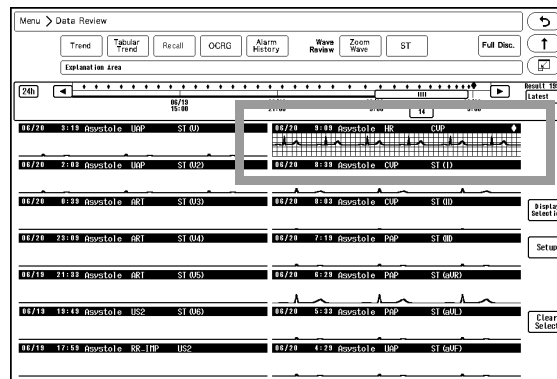 Menu > Data Review
Trend
Tabular Trend
Recall
OCRG
Alarm History
Wave Review
Zoom Wave
ST
Full Disc.
Explanation Area
24h
Latest
06/19
15:00
14
06/19 3:19 Asystole UAP ST(V)
06/20 2:03 Asystole UAP ST(V2)
06/20 0:39 Asystole ART ST(V3)
06/20 23:09 Asystole ART ST(V4)
06/19 21:33 Asystole ART ST(V5)
06/19 19:49 Asystole US2 ST(V6)
06/19 17:59 Asystole RR-IMP US2
06/20 9:09 Asystole HR CVP
06/20 8:39 Asystole CVP ST(I)
06/20 8:03 Asystole CVP ST(II)
06/20 7:19 Asystole PAP ST(III)
06/20 6:29 Asystole PAP ST(aVR)
06/20 5:33 Asystole PAP ST(aVL)
06/20 4:29 Asystole UAP ST(aVF)
Setup
Clear
Select